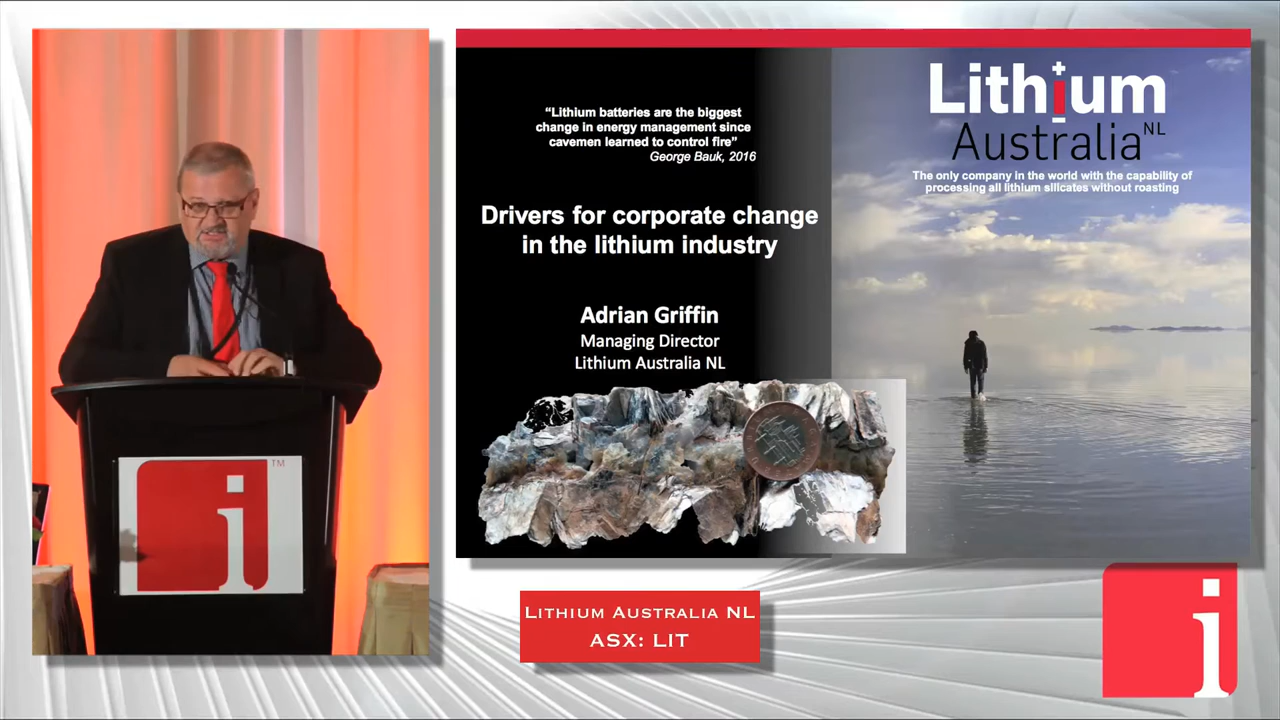 “Lithium batteries are the biggest
change in energy management since
cavemen learned to control fire”
George Bauk, 2016
Drivers for corporate change
in the lithium industry
Adrian Griffin
Managing Director
Lithium Australia NL
Lithium
Australia NL
The only company in the world with the capability of
processing all lithium silicates without roasting
i TM
Lithium Australia NL
ASX: LIT
i